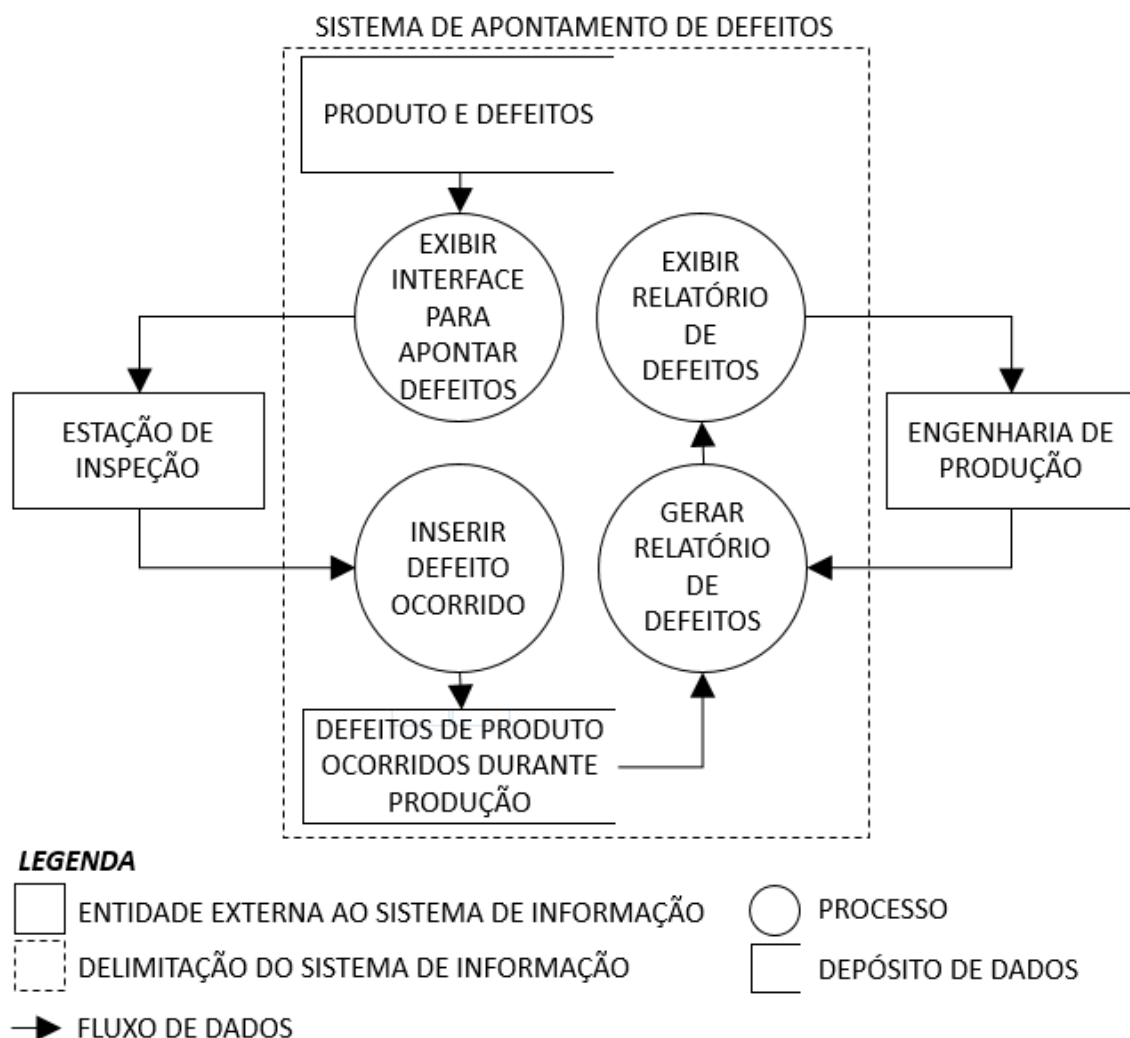 SISTEMA DE APONTAMENTO DE DEFEITOS
PRODUTO E DEFEITOS
EXIBIR
INTERFACE
PARA
APONTAR
DEFEITOS
EXIBIR
RELATÓRIO
DE
DEFEITOS
ESTAÇÃO DE
INSPEÇÃO
ENGENHARIA DE
PRODUÇÃO
INSERIR
DEFEITO
OCORRIDO
GERAR
RELATÓRIO
DE
DEFEITOS
DEFEITOS DE PRODUTO
OCORRIDOS DURANTE
PRODUÇÃO
LEGENDA
ENTIDADE EXTERNA AO SISTEMA DE INFORMAÇÃO
PROCESSO
DELIMITAÇÃO DO SISTEMA DE INFORMAÇÃO
DEPÓSITO DE DADOS
FLUXO DE DADOS